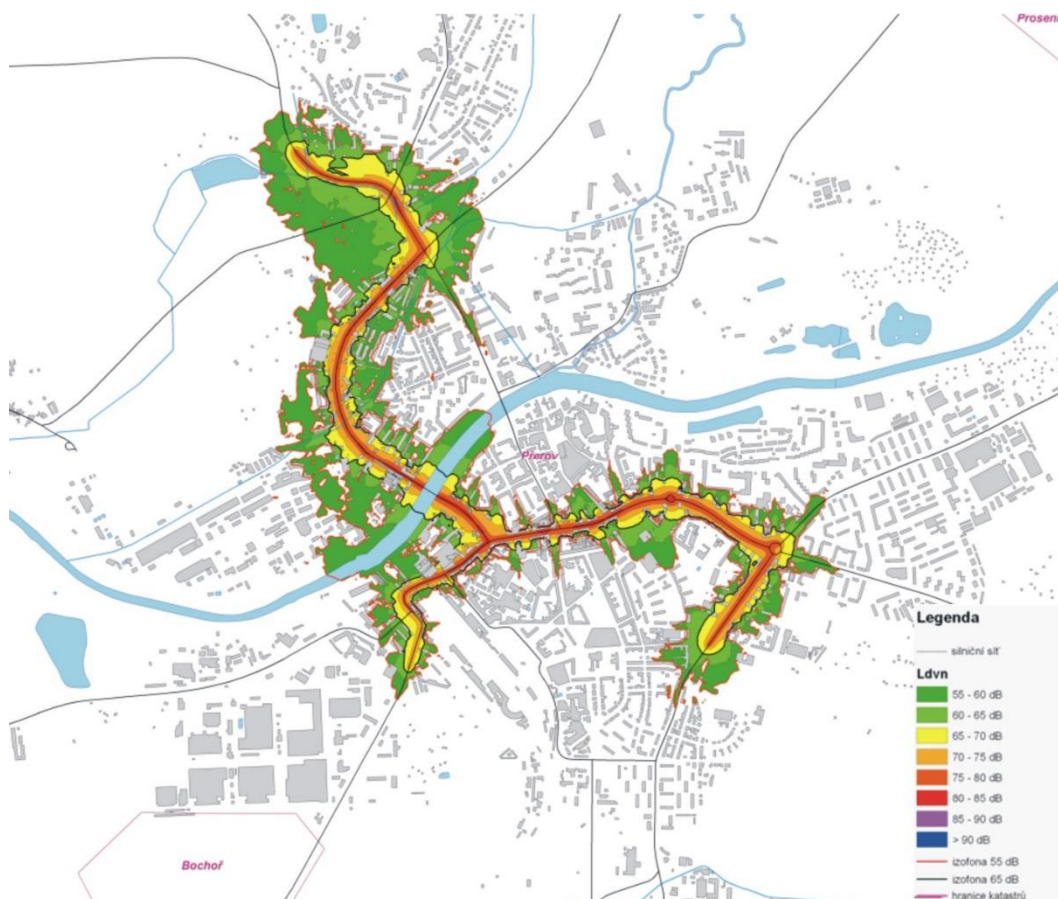 Prosen
Přerov
Bochoř
Legenda
silniční síť
Ldvn
55 - 60 dB
60 - 65 dB
65 - 70 dB
70 - 75 dB
75 - 80 dB
80 - 85 dB
85 - 90 dB
> 90 dB
izofona 55 dB
izofona 65 dB
hranice katastrů